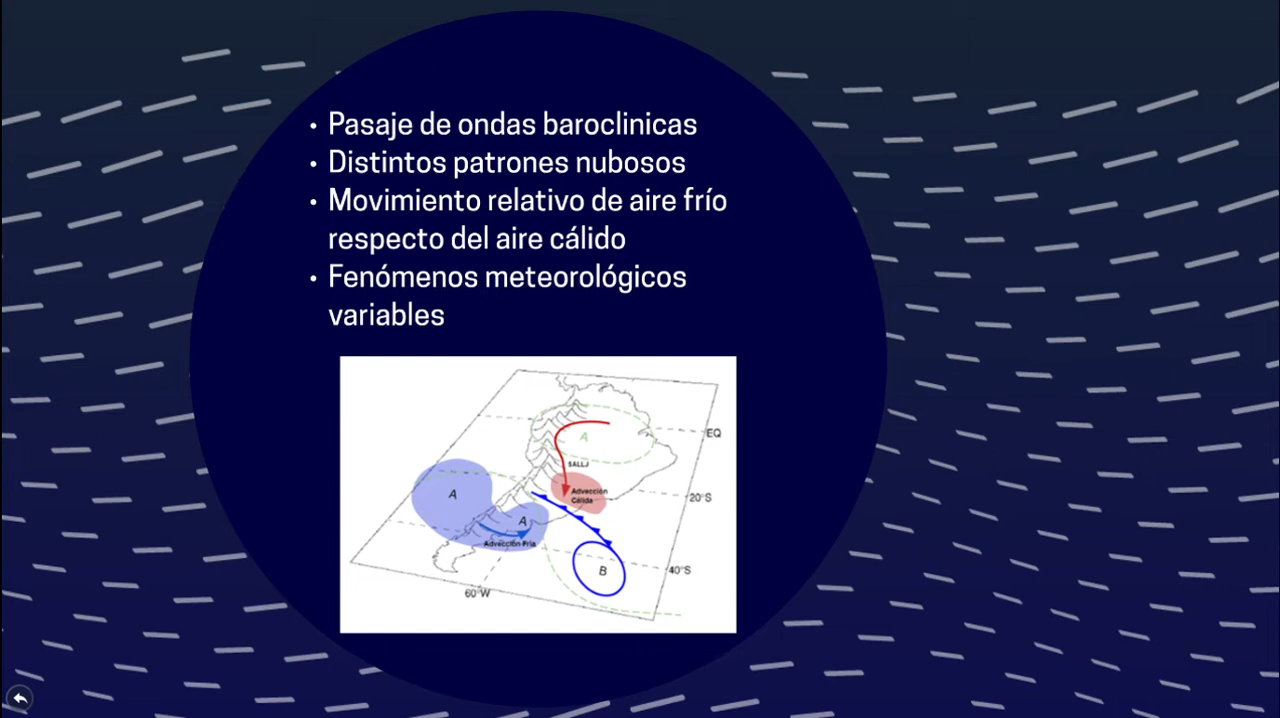 • Pasaje de ondas baroclinicas
• Distintos patrones nubosos
• Movimiento relativo de aire frío
respecto del aire cálido
• Fenómenos meteorológicos
variables
A
EQ
SALLJ
A
Advección
Cálida
20°S
A
Advección Fría
B
40°S
60°W